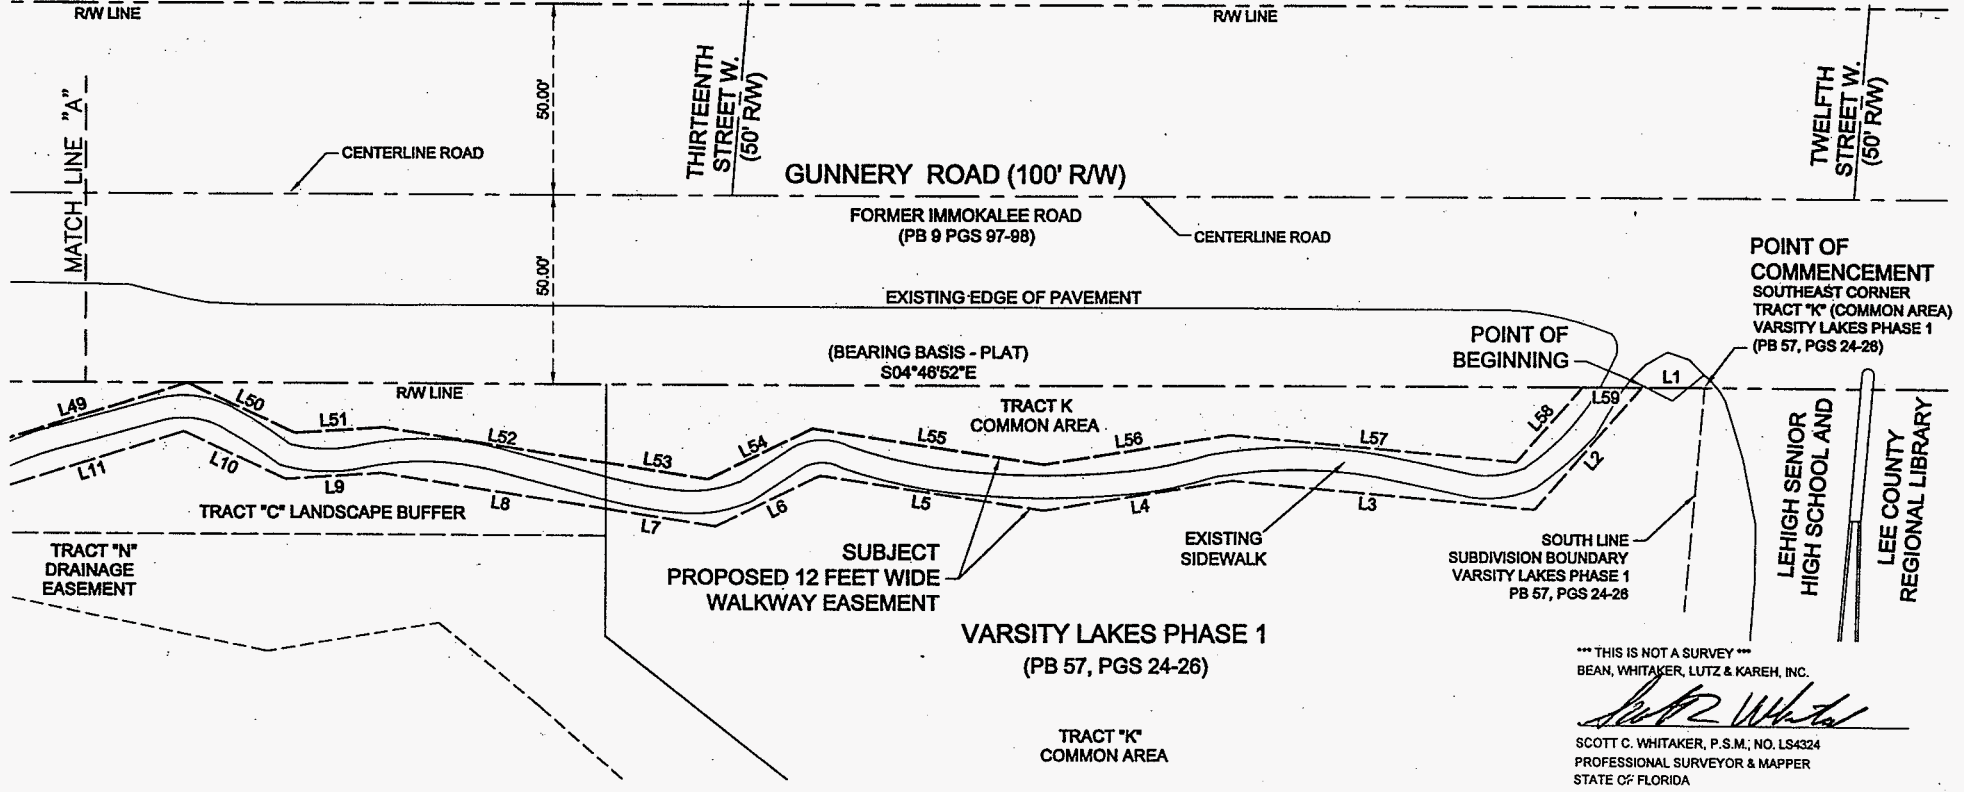 R/W LINE
R/W LINE
MATCH LINE "A"
50.00'
50.00'
CENTERLINE ROAD
THIRTEENTH
STREET W.
(50' R/W)
TWELFTH
STREET W.
(50' R/W)
GUNNERY ROAD (100' R/W)
FORMER IMMOKALEE ROAD
(PB 9 PGS 97-98)
CENTERLINE ROAD
POINT OF
COMMENCEMENT
SOUTHEAST CORNER
TRACT "K" (COMMON AREA)
VARSITY LAKES PHASE 1
(PB 57, PGS 24-26)
EXISTING EDGE OF PAVEMENT
POINT OF
BEGINNING
(BEARING BASIS - PLAT)
S04°46'52"E
R/W LINE
TRACT K
COMMON AREA
L1
L59
L49
L50
L51
L52
L53
L54
L55
L56
L57
L58
L11
L10
L9
L8
L7
L6
L5
L4
L3
L2
TRACT "C" LANDSCAPE BUFFER
TRACT "N"
DRAINAGE
EASEMENT
SUBJECT
PROPOSED 12 FEET WIDE
WALKWAY EASEMENT
EXISTING
SIDEWALK
SOUTH LINE
SUBDIVISION BOUNDARY
VARSITY LAKES PHASE 1
PB 57, PGS 24-26
LEHIGH SENIOR
HIGH SCHOOL AND
LEE COUNTY
REGIONAL LIBRARY
VARSITY LAKES PHASE 1
(PB 57, PGS 24-26)
TRACT "K"
COMMON AREA
*** THIS IS NOT A SURVEY ***
BEAN, WHITAKER, LUTZ & KAREH, INC.
SCOTT C. WHITAKER, P.S.M.; NO. LS4324
PROFESSIONAL SURVEYOR & MAPPER
STATE OF FLORIDA